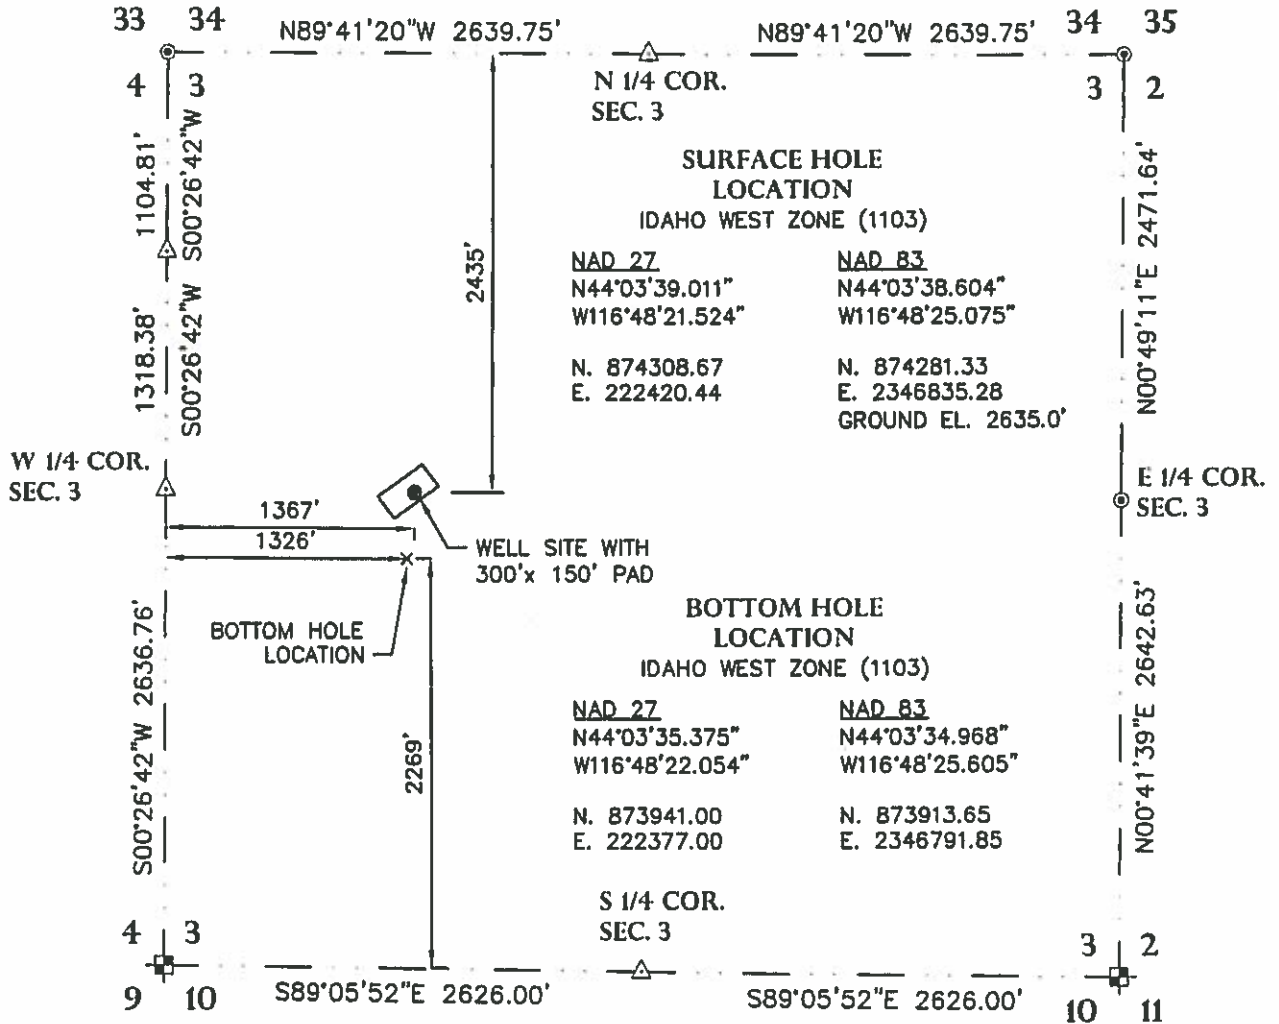 33 34
N89°41'20"W 2639.75'
N89°41'20"W 2639.75'
34 35
4 3
N 1/4 COR.
SEC. 3
3 2
1104.81'
S00°26'42"W
1318.38'
S00°26'42"W
2435'
SURFACE HOLE
LOCATION
IDAHO WEST ZONE (1103)
NAD 27
N44°03'39.011"
W116°48'21.524"
N. 874308.67
E. 222420.44
NAD 83
N44°03'38.604"
W116°48'25.075"
N. 874281.33
E. 2346835.28
GROUND EL. 2635.0'
N00°49'11"E 2471.64'
W 1/4 COR.
SEC. 3
E 1/4 COR.
SEC. 3
1367'
1326'
WELL SITE WITH
300'x 150' PAD
BOTTOM HOLE
LOCATION
S00°26'42"W 2636.76'
2269'
BOTTOM HOLE
LOCATION
IDAHO WEST ZONE (1103)
NAD 27
N44°03'35.375"
W116°48'22.054"
N. 873941.00
E. 222377.00
NAD 83
N44°03'34.968"
W116°48'25.605"
N. 873913.65
E. 2346791.85
N00°41'39"E 2642.63'
S 1/4 COR.
SEC. 3
4 3
3 2
9 10
S89°05'52"E 2626.00'
S89°05'52"E 2626.00'
10 11